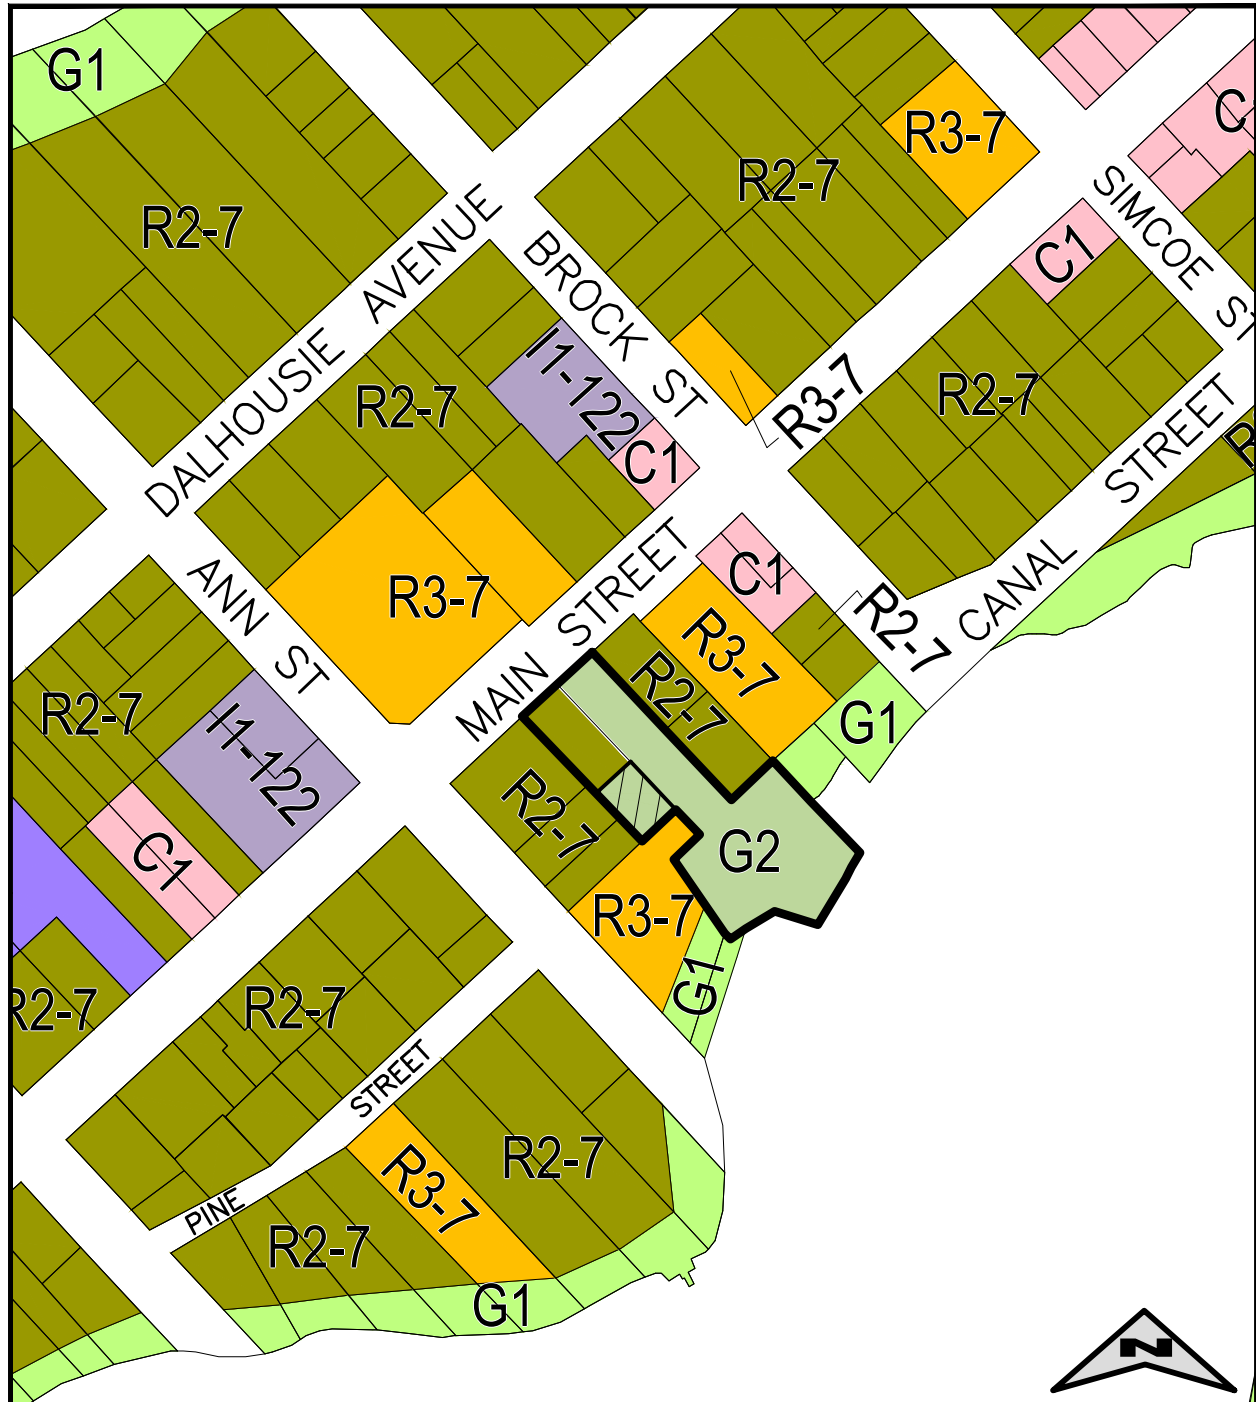 G1
C
R3-7
R2-7
SIMCOE ST
R2-7
C1
BROCK ST
DALHOUSIE AVENUE
I1-122
R2-7
R3-7
R2-7
C1
STREET
CANAL
MAIN STREET
C1
R2-7
ANN ST
R3-7
R3-7
R2-7
R2-7
G1
I1-122
R2-7
C1
G2
R3-7
G1
R2-7
R2-7
STREET
PINE
R2-7
R3-7
R2-7
G1
N